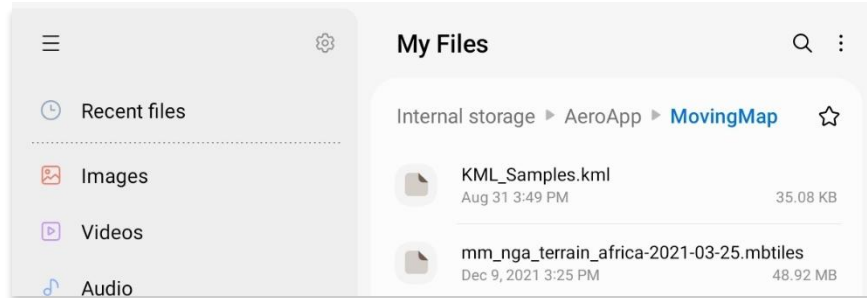 My Files
Recent files
Images
Videos
Audio
Internal storage AeroApp MovingMap
KML_Samples.kml
Aug 31 3:49 PM 35.08 KB
mm_nga_terrain_africa-2021-03-25.mbtiles
Dec 9, 2021 3:25 PM 48.92 MB